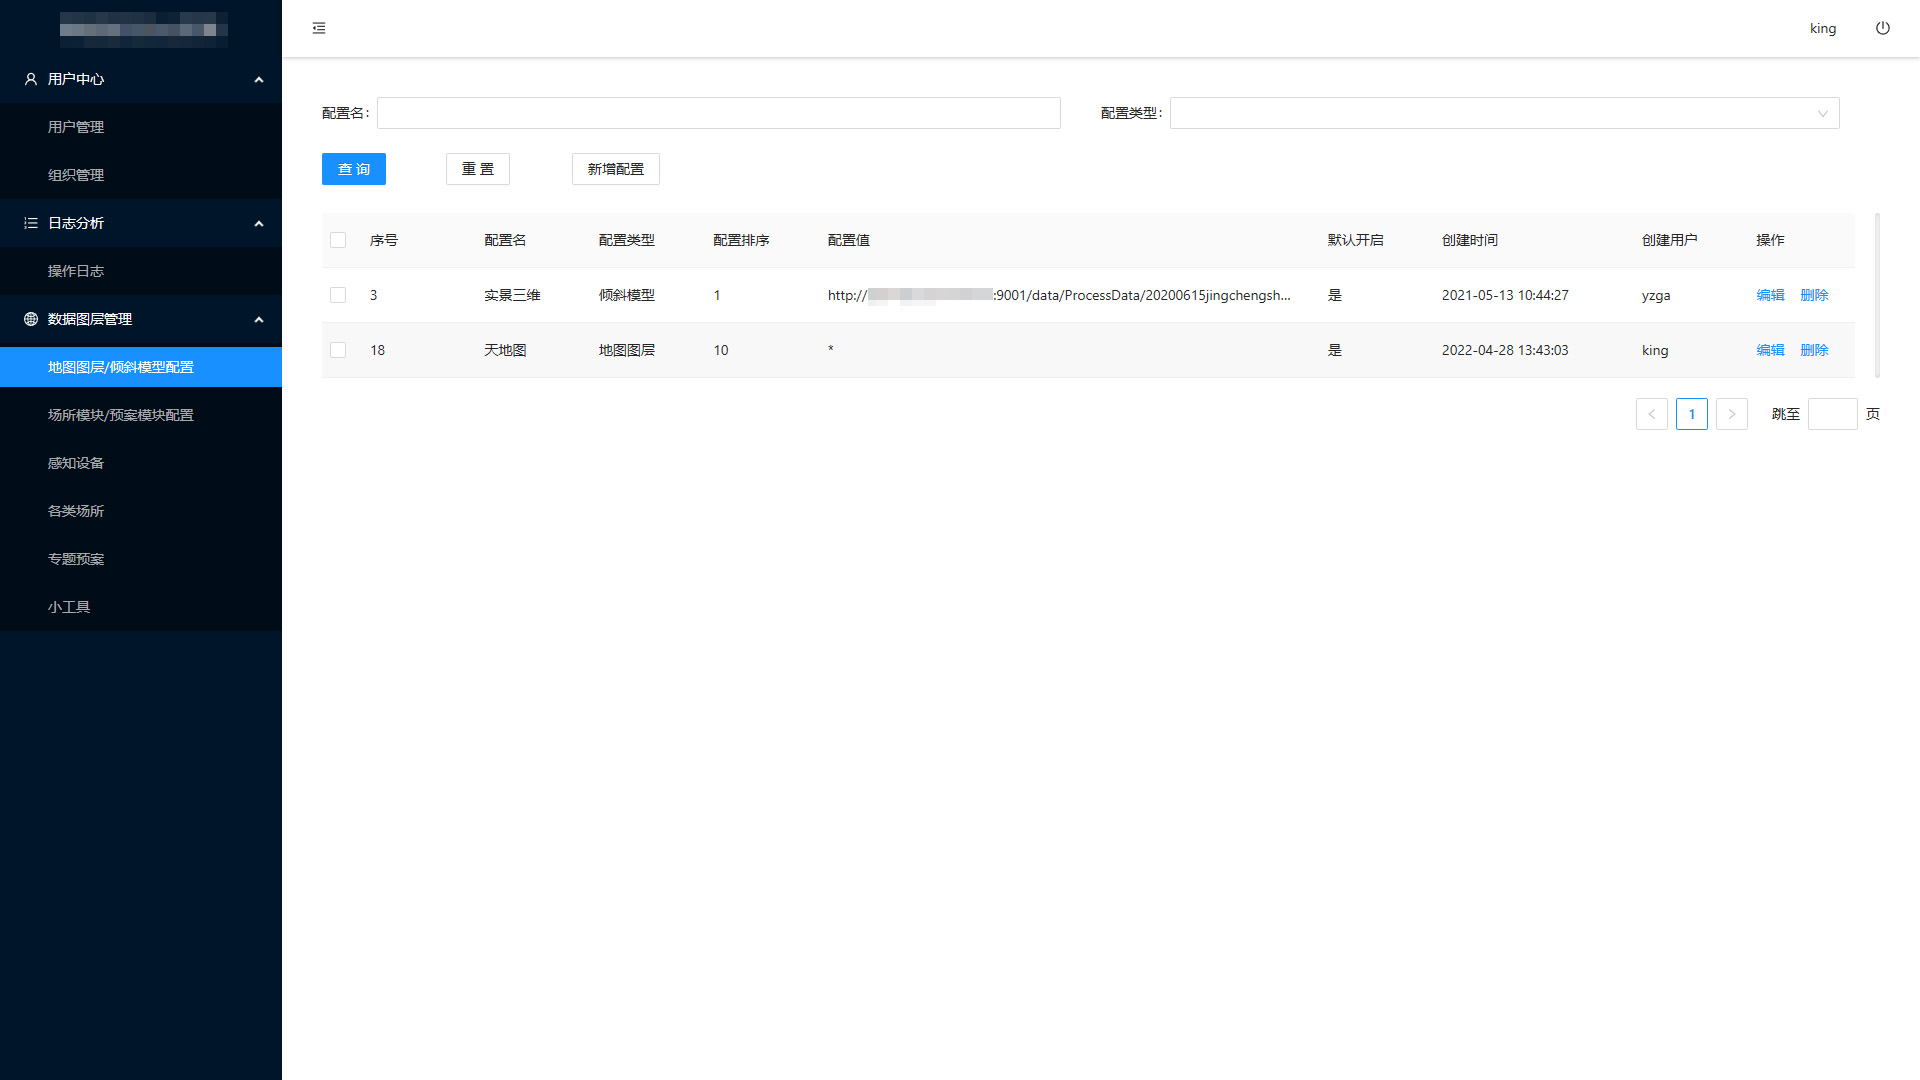 king
用户中心
用户管理
组织管理
日志分析
操作日志
数据图层管理
地图图层/倾斜模型配置
场所模块/预案模块配置
感知设备
各类场所
专题预案
小工具
配置名：
配置类型：
查 询 重 置 新增配置
序号 配置名 配置类型 配置排序 配置值 默认开启 创建时间 创建用户 操作
3 实景三维 倾斜模型 1 http:// :9001/data/ProcessData/20200615jingchengsh... 是 2021-05-13 10:44:27 yzga 编辑 删除
18 天地图 地图图层 10 * 是 2022-04-28 13:43:03 king 编辑 删除
< 1 > 跳至 页